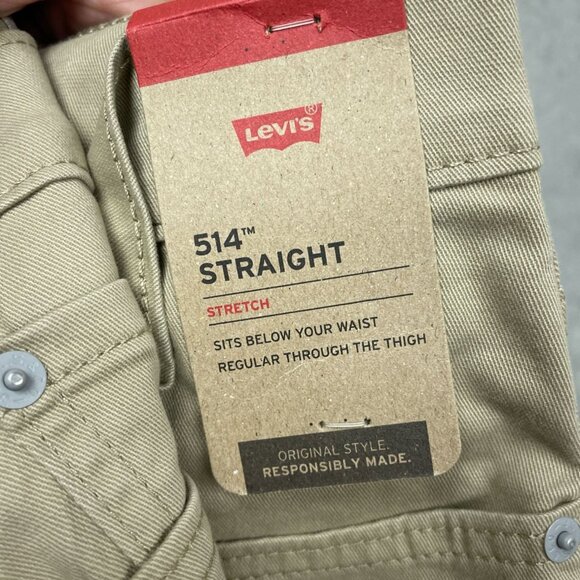 Levi's®
514™
STRAIGHT
STRETCH
SITS BELOW YOUR WAIST
REGULAR THROUGH THE THIGH
ORIGINAL STYLE.
RESPONSIBLY MADE.